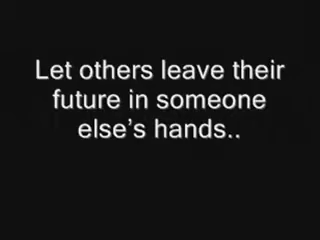 Let others leave their
future in someone
else’s hands..